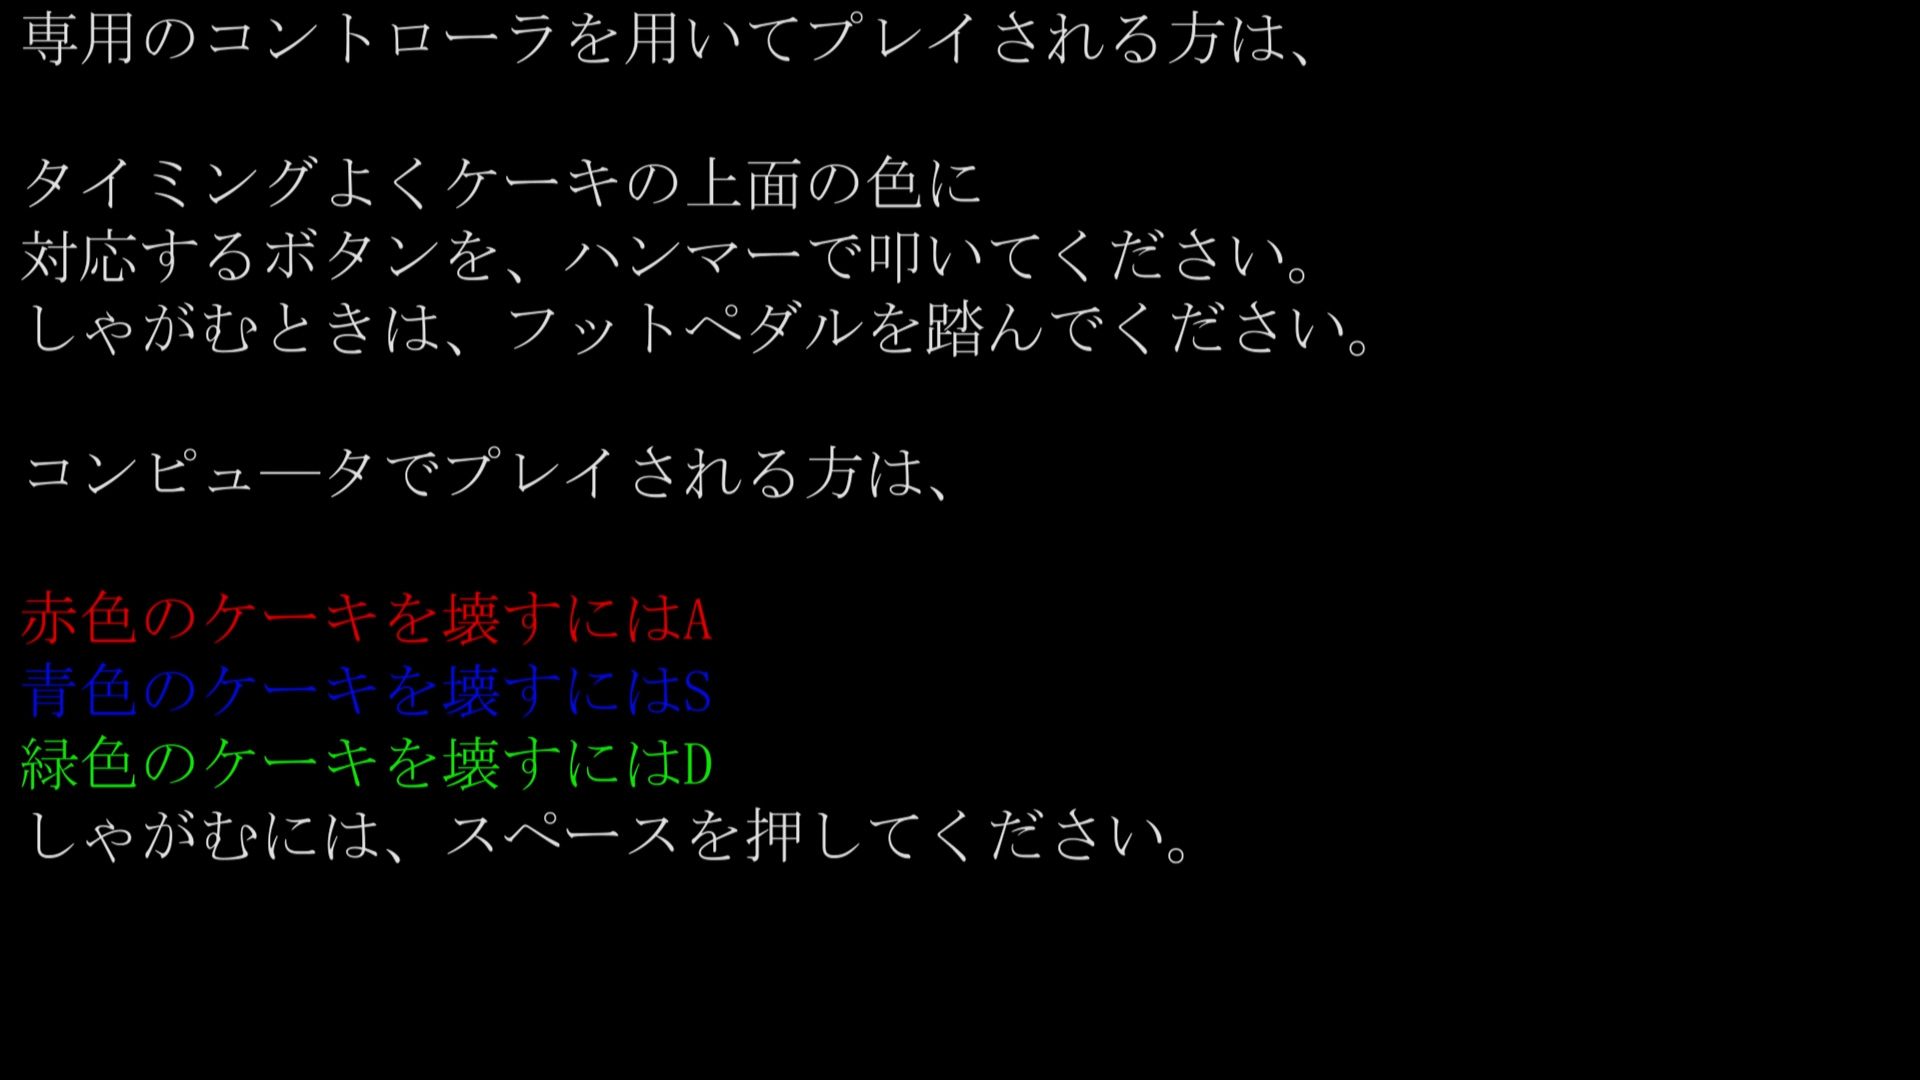 専用のコントローラを用いてプレイされる方は、
タイミングよくケーキの上面の色に
対応するボタンを、ハンマーで叩いてください。
しゃがむときは、フットペダルを踏んでください。
コンピュ―タでプレイされる方は、
赤色のケーキを壊すにはA
青色のケーキを壊すにはS
緑色のケーキを壊すにはD
しゃがむには、スペースを押してください。